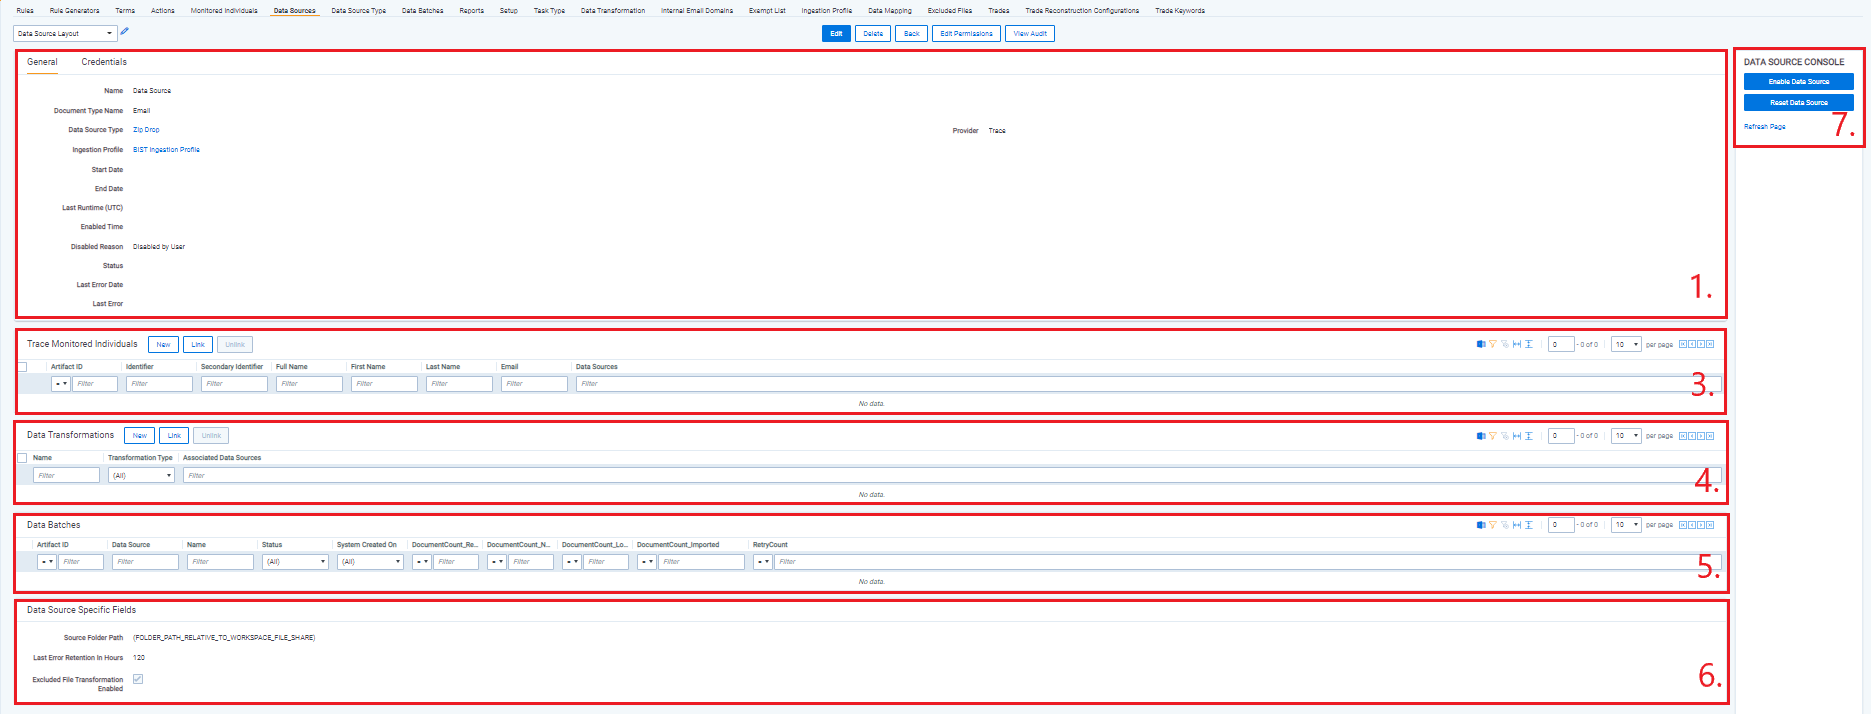 Rules Rule Generators Terms Actions Monitored Individuals Data Sources Data Source Type Data Batches Reports Setup Task Type Data Transformation Internal Email Domains Exempt List Ingestion Profile Data Mapping Excluded Files Trades Trade Reconstruction Configurations Trade Keywords
Data Source Layout Edit Delete Back Edit Permissions View Audit
General Credentials
Name Data Source
Document Type Name Email
Data Source Type Zip Drop Provider Trace
Ingestion Profile BIST Ingestion Profile
Start Date
End Date
Last Runtime (UTC)
Enabled Time
Disabled Reason Disabled by User
Status
Last Error Date
Last Error
1.
DATA SOURCE CONSOLE
Enable Data Source
Reset Data Source
Refresh Page
7.
Trace Monitored Individuals New Link Unlink 0 - 0 of 0 10 per page
Artifact ID Identifier Secondary Identifier Full Name First Name Last Name Email Data Sources
= Filter Filter Filter Filter Filter Filter Filter Filter
No data.
3.
Data Transformations New Link Unlink 0 - 0 of 0 10 per page
Name Transformation Type Associated Data Sources
Filter (All) Filter
No data.
4.
Data Batches 0 - 0 of 0 10 per page
Artifact ID Data Source Name Status System Created On DocumentCount_Re... DocumentCount_N... DocumentCount_Lo... DocumentCount_Imported RetryCount
= Filter Filter Filter (All) (All) = Filter = Filter = Filter = Filter = Filter
No data.
5.
Data Source Specific Fields
Source Folder Path {FOLDER_PATH_RELATIVE_TO_WORKSPACE_FILE_SHARE}
Last Error Retention In Hours 120
Excluded File Transformation
Enabled
6.